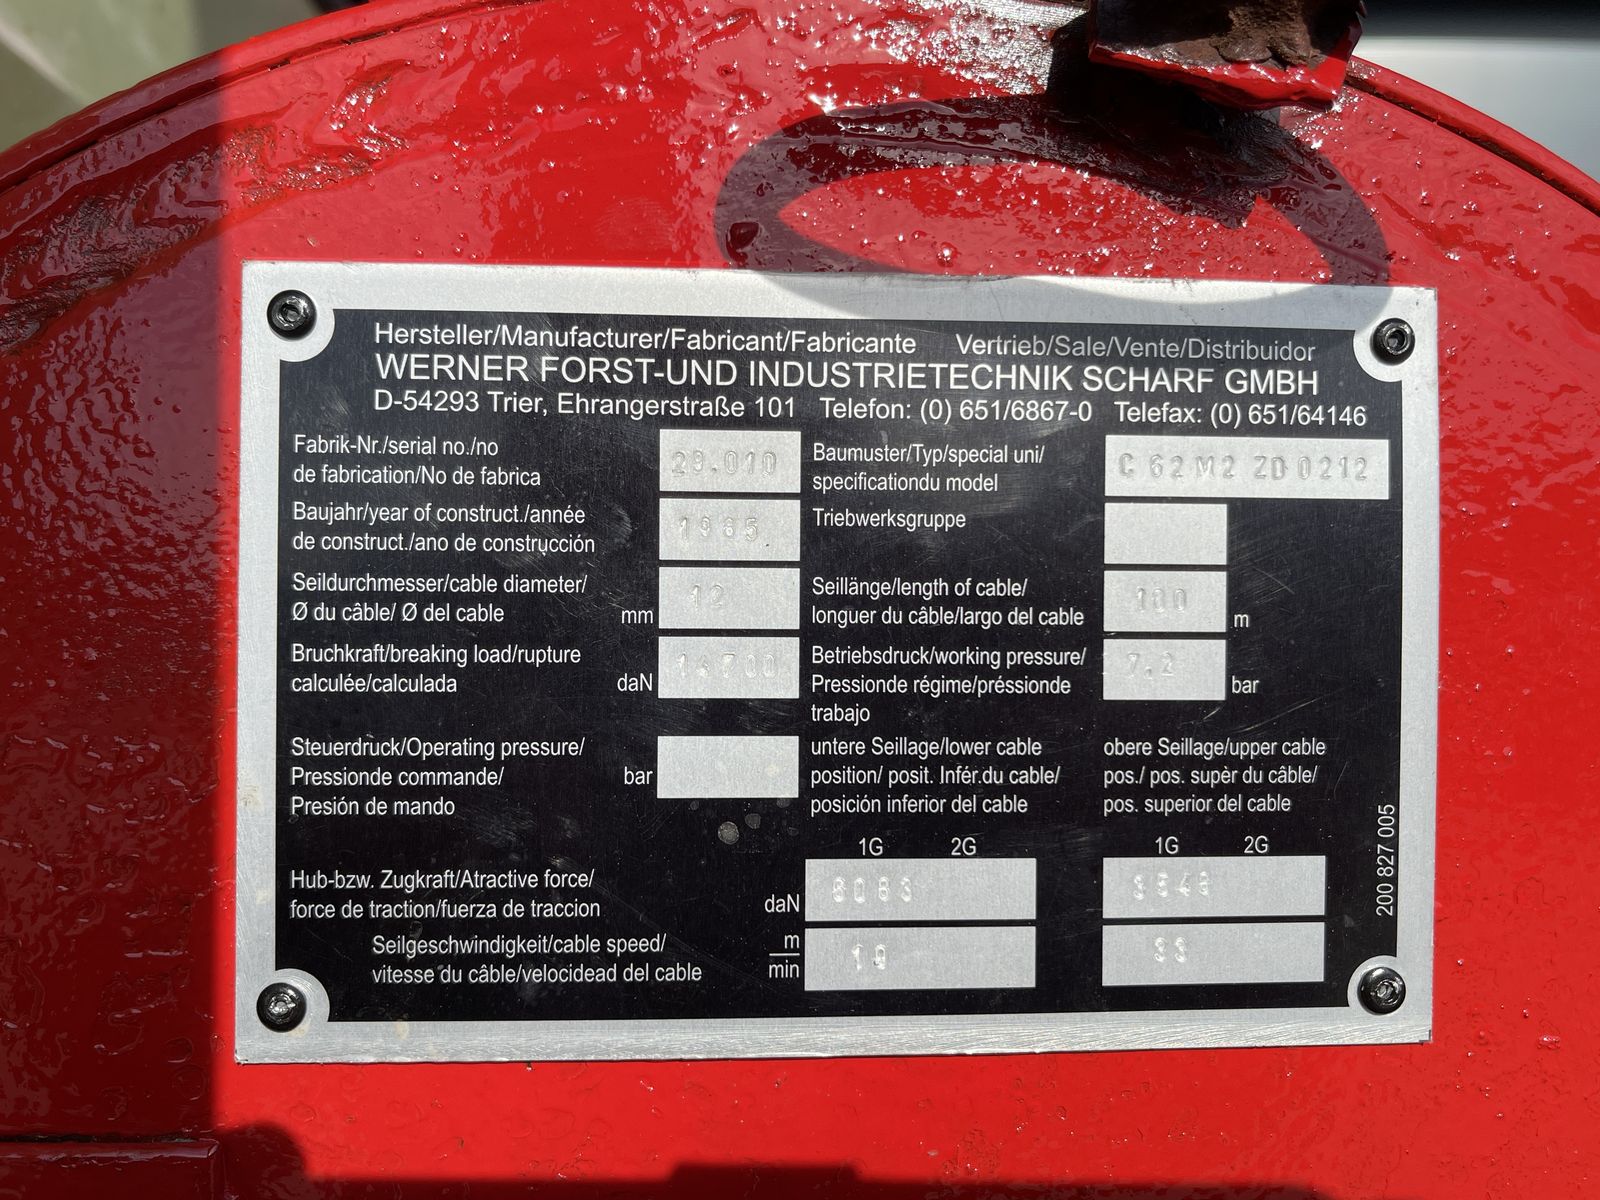 Hersteller/Manufacturer/Fabricant/Fabricante Vertrieb/Sale/Vente/Distribuidor
WERNER FORST-UND INDUSTRIETECHNIK SCHARF GMBH
D-54293 Trier, Ehrangerstraße 101 Telefon: (0) 651/6867-0 Telefax: (0) 651/64146
Fabrik-Nr./serial no./no
de fabrication/No de fabrica
Baumuster/Typ/special uni/
specificationdu model
C 62 M2 ZD 0212
Baujahr/year of construct./année
de construct./ano de construcción
1985
Triebwerksgruppe
Seildurchmesser/cable diameter/
Ø du câble/ Ø del cable mm 12
Seillänge/length of cable/
longuer du câble/largo del cable 100 m
Bruchkraft/breaking load/rupture
calculée/calculada daN
Betriebsdruck/working pressure/
Pressionde régime/préssionde
trabajo
7,2 bar
Steuerdruck/Operating pressure/
Pressionde commande/ bar
Presión de mando
untere Seillage/lower cable
position/ posit. Infér.du cable/
posición inferior del cable
obere Seillage/upper cable
pos./ pos. supèr du câble/
pos. superior del cable
1G 2G 1G 2G
Hub-bzw. Zugkraft/Atractive force/
force de traction/fuerza de traccion daN
Seilgeschwindigkeit/cable speed/
vitesse du câble/velocidead del cable
m
min
33
200 827 005